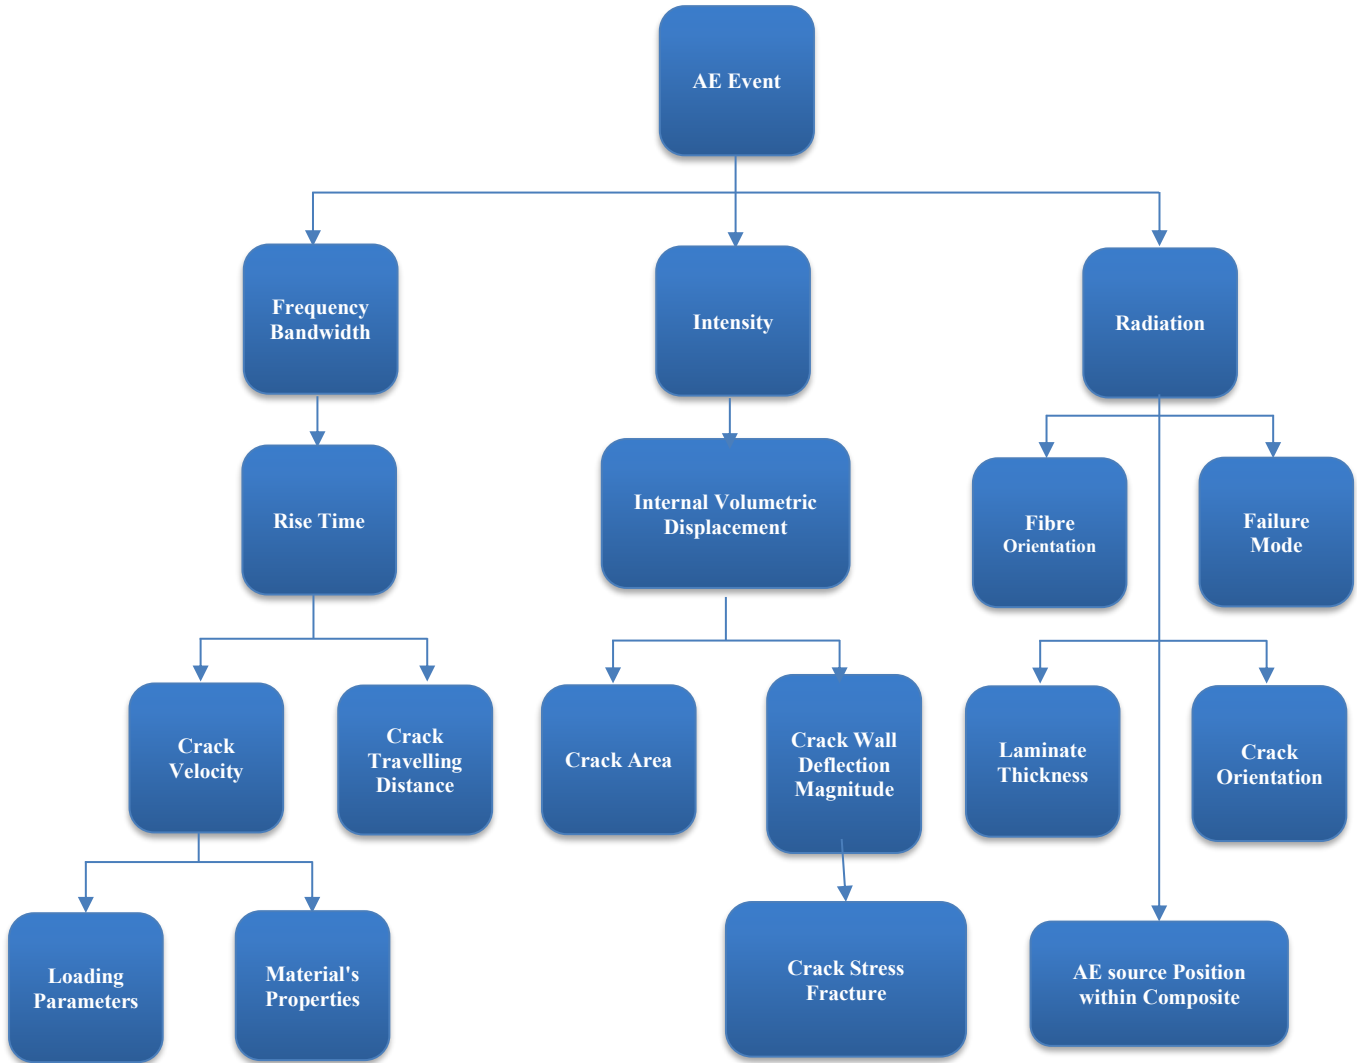 AE Event
Frequency
Bandwidth
Intensity
Radiation
Rise Time
Internal Volumetric
Displacement
Fibre
Orientation
Failure
Mode
Crack
Velocity
Crack
Travelling
Distance
Crack Area
Crack Wall
Deflection
Magnitude
Laminate
Thickness
Crack
Orientation
Loading
Parameters
Material's
Properties
Crack Stress
Fracture
AE source Position
within Composite